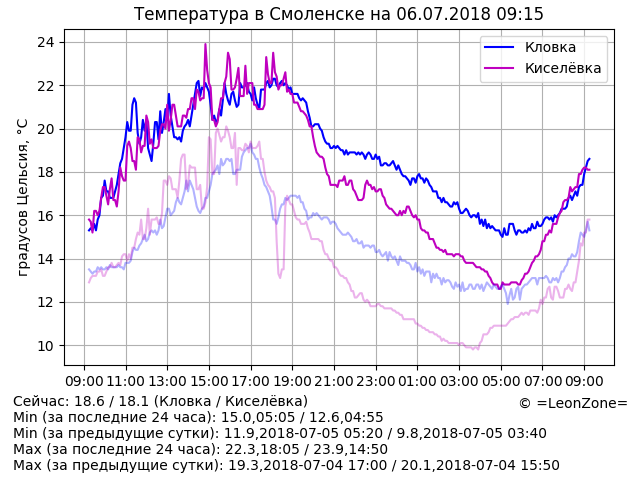 Температура в Смоленске на 06.07.2018 09:15
Кловка
Киселёвка
градусов Цельсия, °C
24
22
20
18
16
14
12
10
09:00 11:00 13:00 15:00 17:00 19:00 21:00 23:00 01:00 03:00 05:00 07:00 09:00
Сейчас: 18.6 / 18.1 (Кловка / Киселёвка)
© =LeonZone=
Min (за последние 24 часа): 15.0,05:05 / 12.6,04:55
Min (за предыдущие сутки): 11.9,2018-07-05 05:20 / 9.8,2018-07-05 03:40
Max (за последние 24 часа): 22.3,18:05 / 23.9,14:50
Max (за предыдущие сутки): 19.3,2018-07-04 17:00 / 20.1,2018-07-04 15:50